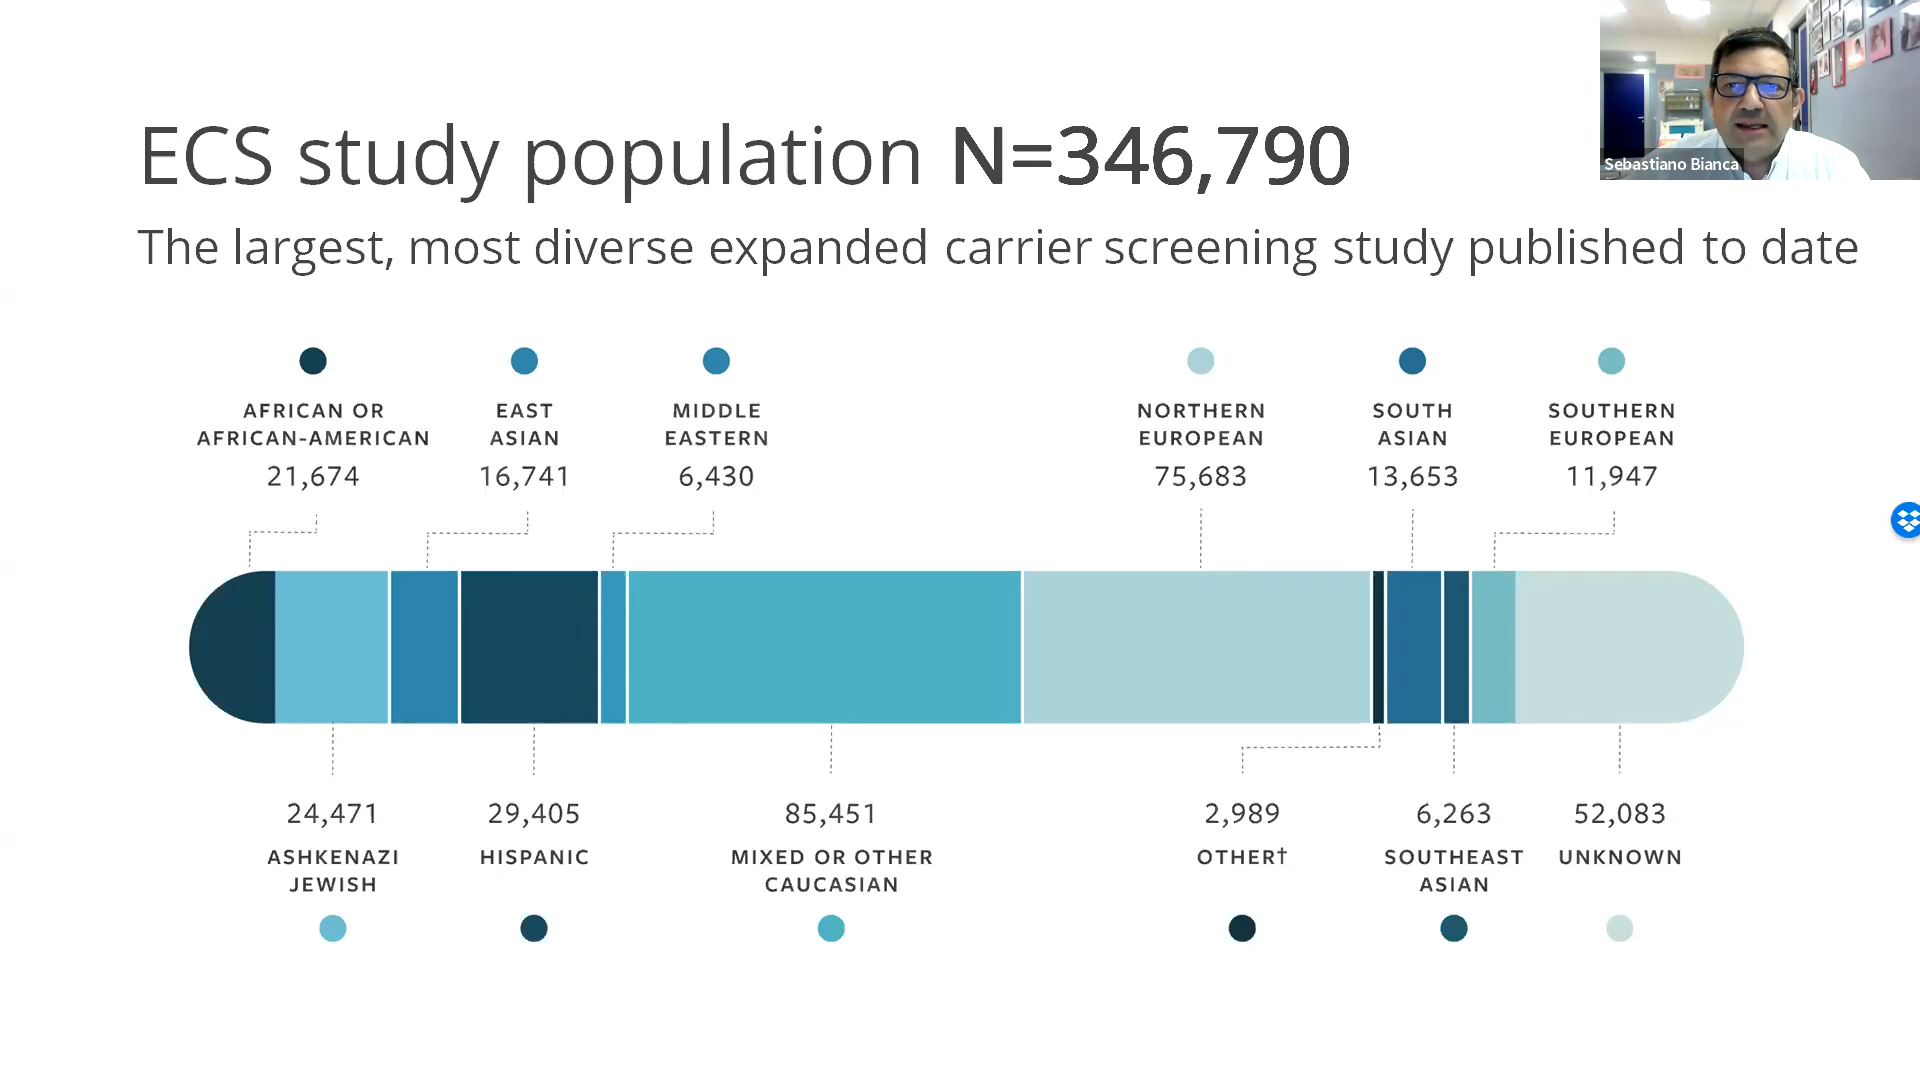 ECS study population N=346,790
The largest, most diverse expanded carrier screening study published to date
Sebastiano Bianca
AFRICAN OR
AFRICAN-AMERICAN
21,674
EAST
ASIAN
16,741
MIDDLE
EASTERN
6,430
NORTHERN
EUROPEAN
75,683
SOUTH
ASIAN
13,653
SOUTHERN
EUROPEAN
11,947
24,471
ASHKENAZI
JEWISH
29,405
HISPANIC
85,451
MIXED OR OTHER
CAUCASIAN
2,989
OTHER†
6,263
SOUTHEAST
ASIAN
52,083
UNKNOWN